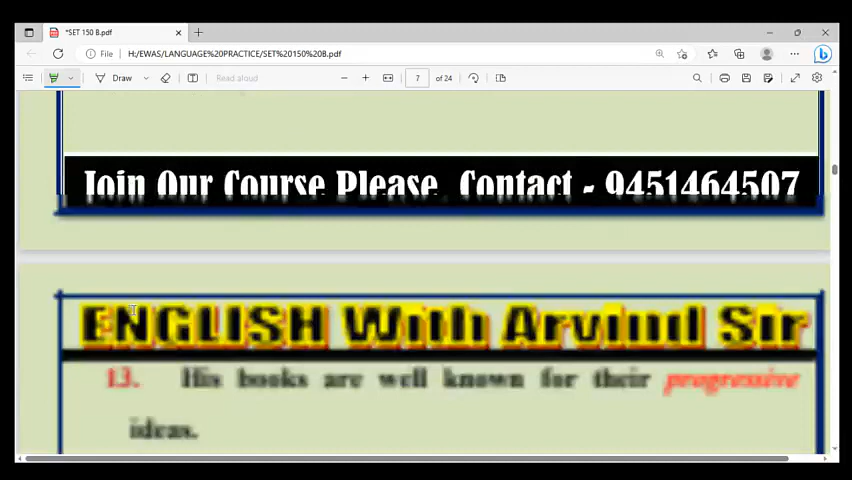 *SET 150 B.pdf
File
H:/EWAS/LANGUAGE%20PRACTICE/SET%20150%20B.pdf
Draw
Read aloud
7 of 24
Join Our Course Please Contact - 9451464507
ENGLISH With Arvind Sir
13. His books are well known for their progressive
ideas.